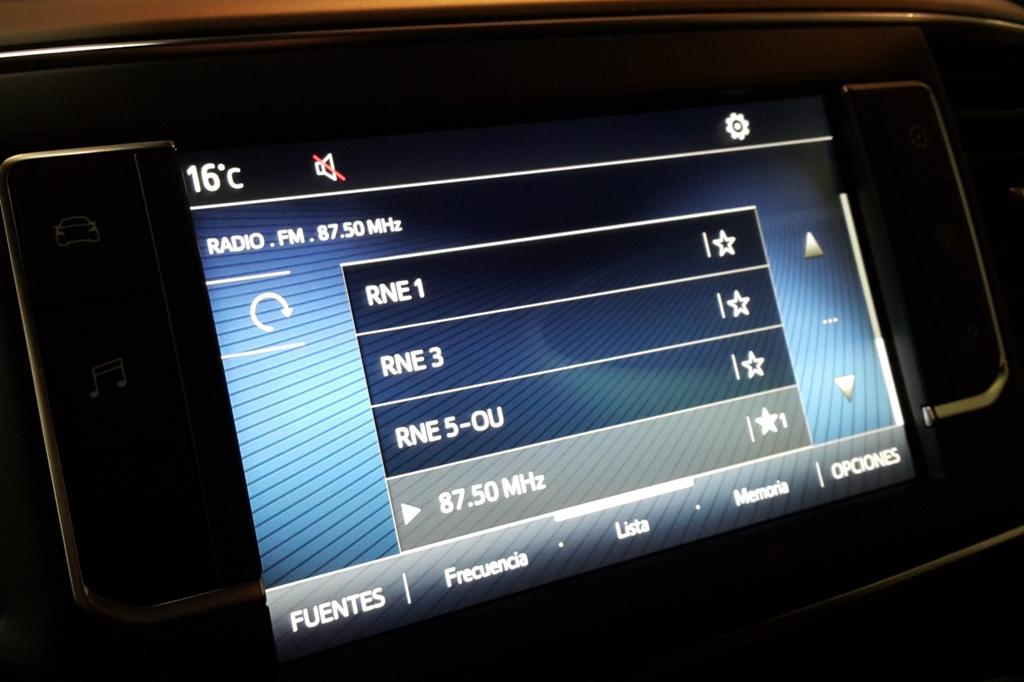 16°C
RADIO . FM . 87.50 MHz
RNE 1
RNE 3
RNE 5-OU
87.50 MHz 1
FUENTES Frecuencia Lista Memoria OPCIONES